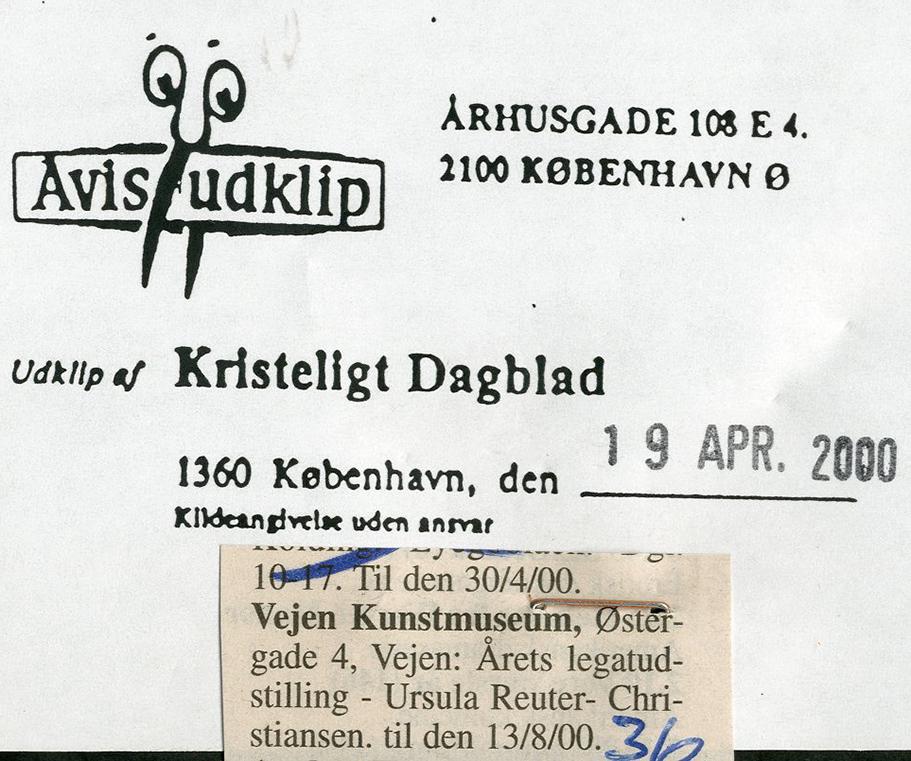 Avis udklip
ÅRHUSGADE 108 E 4.
2100 KØBENHAVN Ø
Udklip af Kristeligt Dagblad
19 APR. 2000
1360 København, den
Kildeangivelse uden ansvar
10-17. Til den 30/4/00.
Vejen Kunstmuseum, Øster-
gade 4, Vejen: Årets legatud-
stilling - Ursula Reuter- Chri-
stiansen. til den 13/8/00.
36